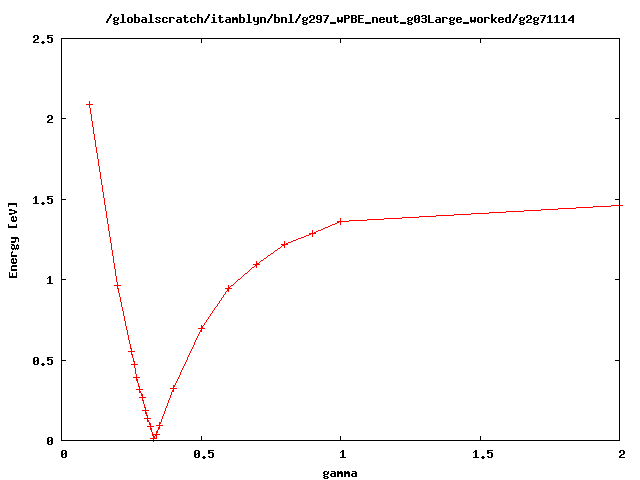 /globalscratch/itamblyn/bnl/g297_wPBE_neut_g03Large_worked/g2g71114
2.5
2
1.5
1
0.5
0
Energy [eV]
0 0.5 1 1.5 2
gamma